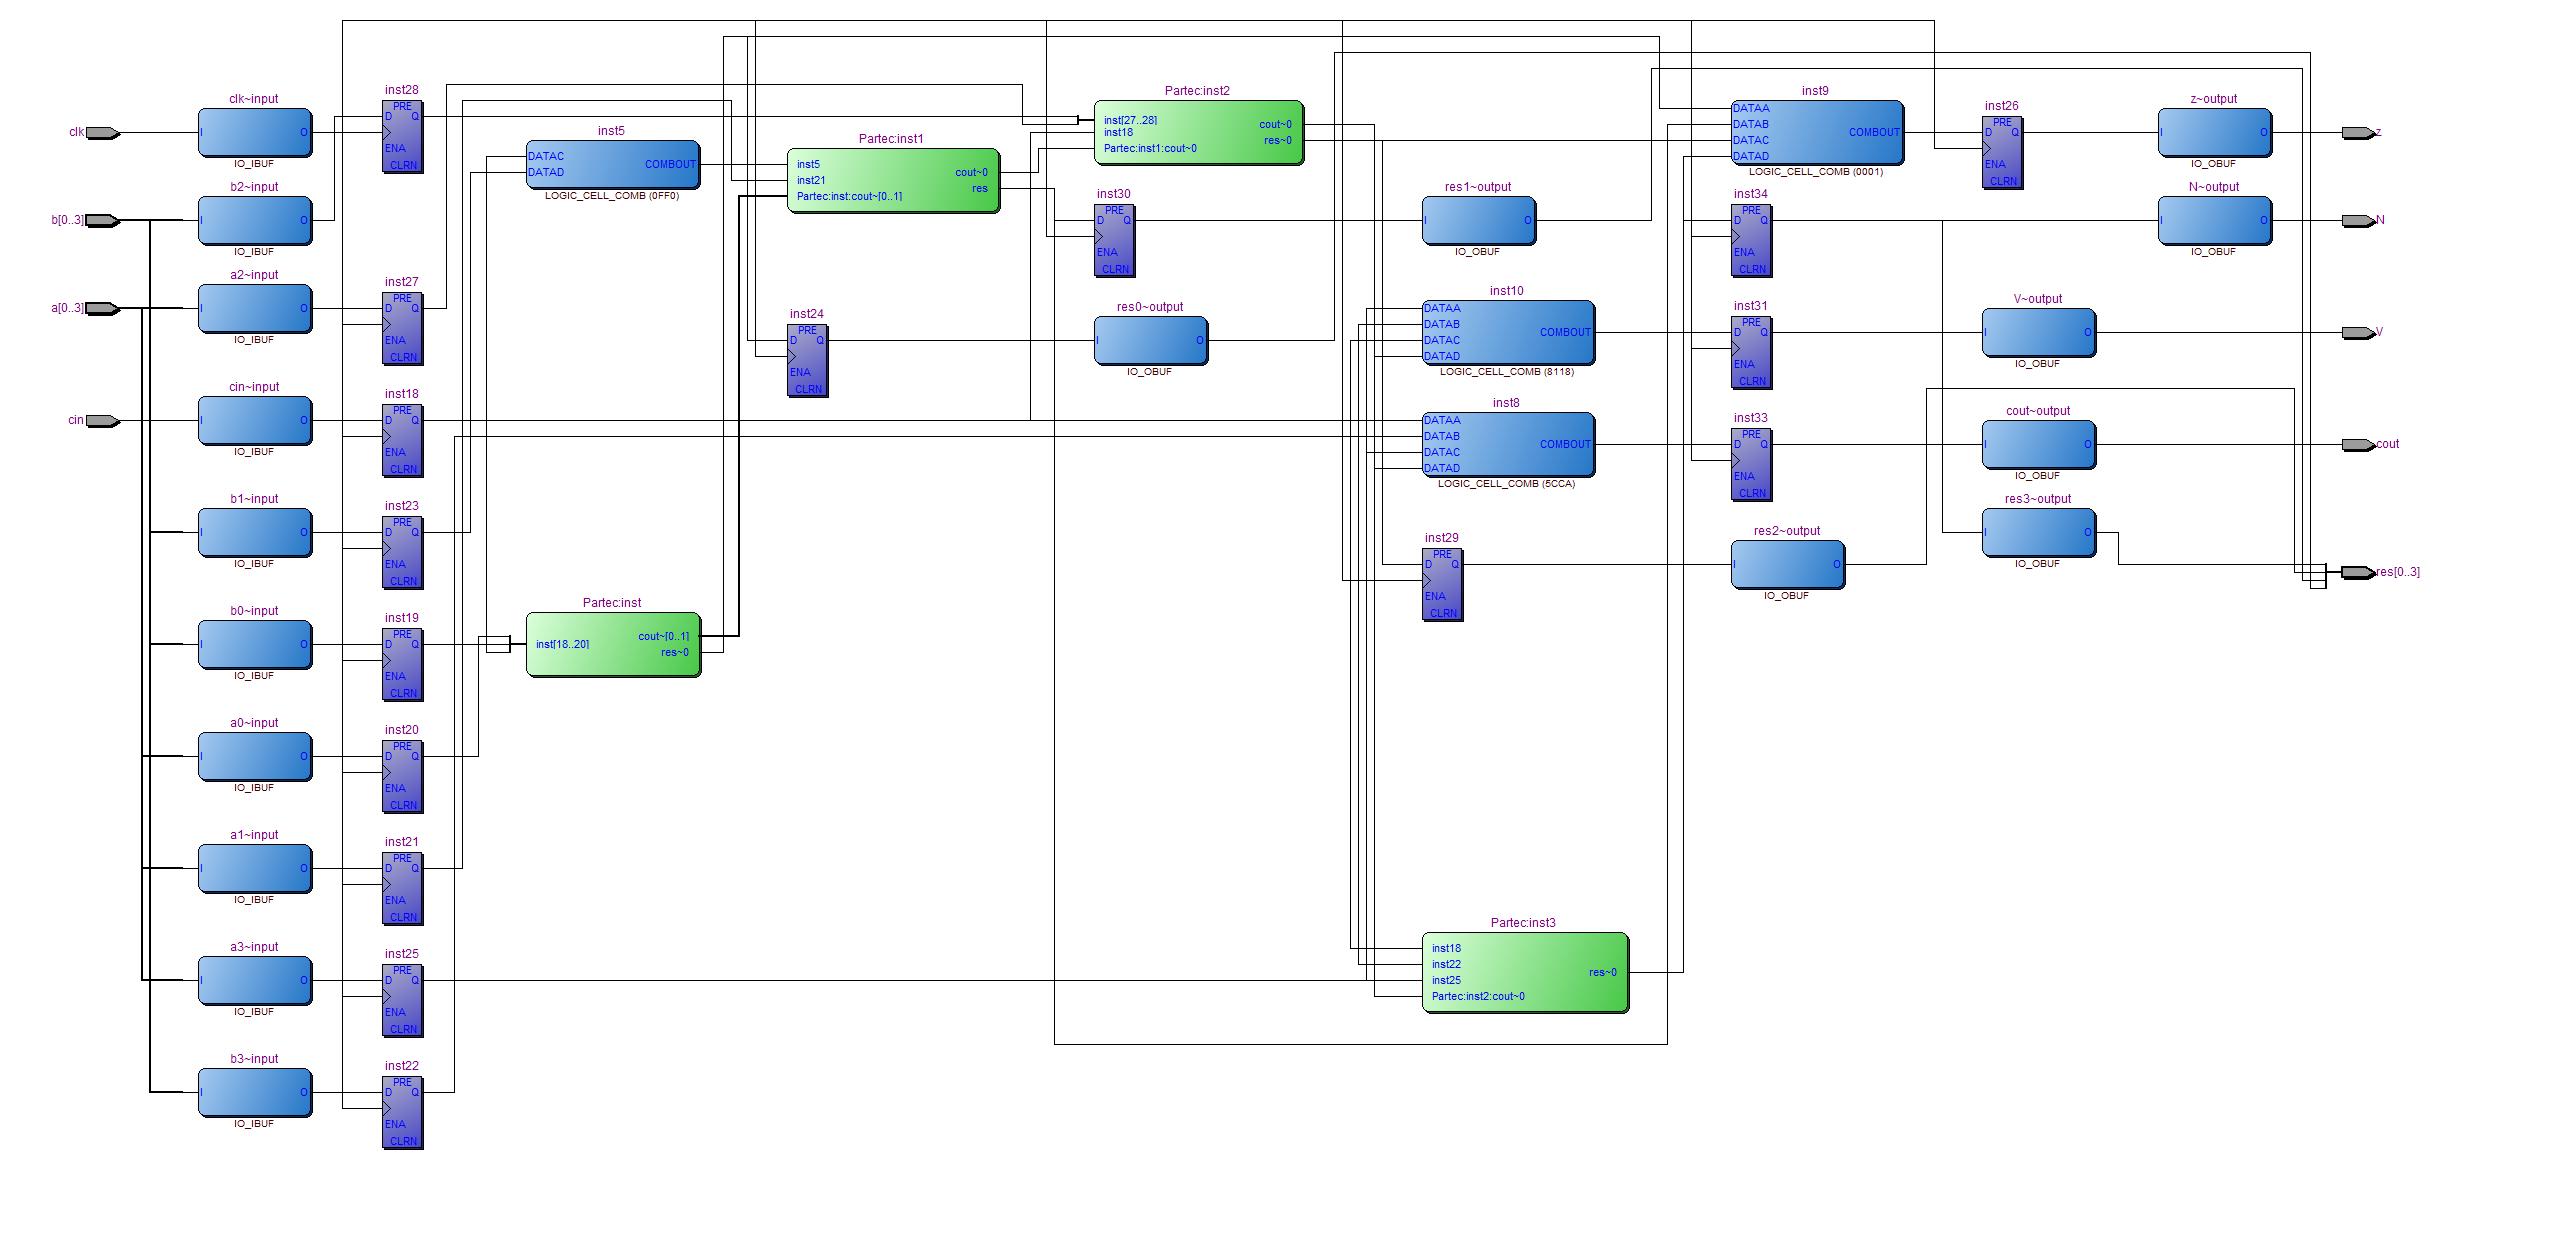 clk
b[0..3]
a[0..3]
cin
clk~input
I
O
IO_IBUF
b2~input
I
O
IO_IBUF
a2~input
I
O
IO_IBUF
cin~input
I
O
IO_IBUF
b1~input
I
O
IO_IBUF
b0~input
I
O
IO_IBUF
a0~input
I
O
IO_IBUF
a1~input
I
O
IO_IBUF
a3~input
I
O
IO_IBUF
b3~input
I
O
IO_IBUF
inst28
PRE
D Q
ENA
CLRN
inst27
PRE
D Q
ENA
CLRN
inst18
PRE
D Q
ENA
CLRN
inst23
PRE
D Q
ENA
CLRN
inst19
PRE
D Q
ENA
CLRN
inst20
PRE
D Q
ENA
CLRN
inst21
PRE
D Q
ENA
CLRN
inst25
PRE
D Q
ENA
CLRN
inst22
PRE
D Q
ENA
CLRN
inst5
DATAC
DATAD
COMBOUT
LOGIC_CELL_COMB (0FF0)
Partec:inst
inst[18..20]
cout~[0..1]
res~0
Partec:inst1
inst5
inst21
Partec:inst:cout~[0..1]
cout~0
res
inst24
PRE
D Q
ENA
CLRN
Partec:inst2
inst[27..28]
inst18
Partec:inst1:cout~0
cout~0
res~0
inst30
PRE
D Q
ENA
CLRN
res0~output
I
O
IO_OBUF
res1~output
I
O
IO_OBUF
inst10
DATAA
DATAB
DATAC
DATAD
COMBOUT
LOGIC_CELL_COMB (8118)
inst8
DATAA
DATAB
DATAC
DATAD
COMBOUT
LOGIC_CELL_COMB (5CCA)
inst29
PRE
D Q
ENA
CLRN
Partec:inst3
inst18
inst22
inst25
Partec:inst2:cout~0
res~0
inst9
DATAA
DATAB
DATAC
DATAD
COMBOUT
LOGIC_CELL_COMB (0001)
inst34
PRE
D Q
ENA
CLRN
inst31
PRE
D Q
ENA
CLRN
inst33
PRE
D Q
ENA
CLRN
res2~output
I
O
IO_OBUF
inst26
PRE
D Q
ENA
CLRN
V~output
I
O
IO_OBUF
cout~output
I
O
IO_OBUF
res3~output
I
O
IO_OBUF
z~output
I
O
IO_OBUF
N~output
I
O
IO_OBUF
z
N
V
cout
res[0..3]